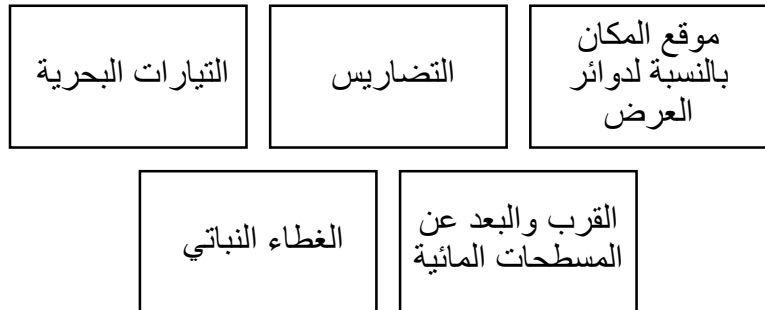 موقع المكان
بالنسبة لدوائر
العرض
التضاريس
التيارات البحرية
القرب والبعد عن
المسطحات المائية
الغطاء النباتي